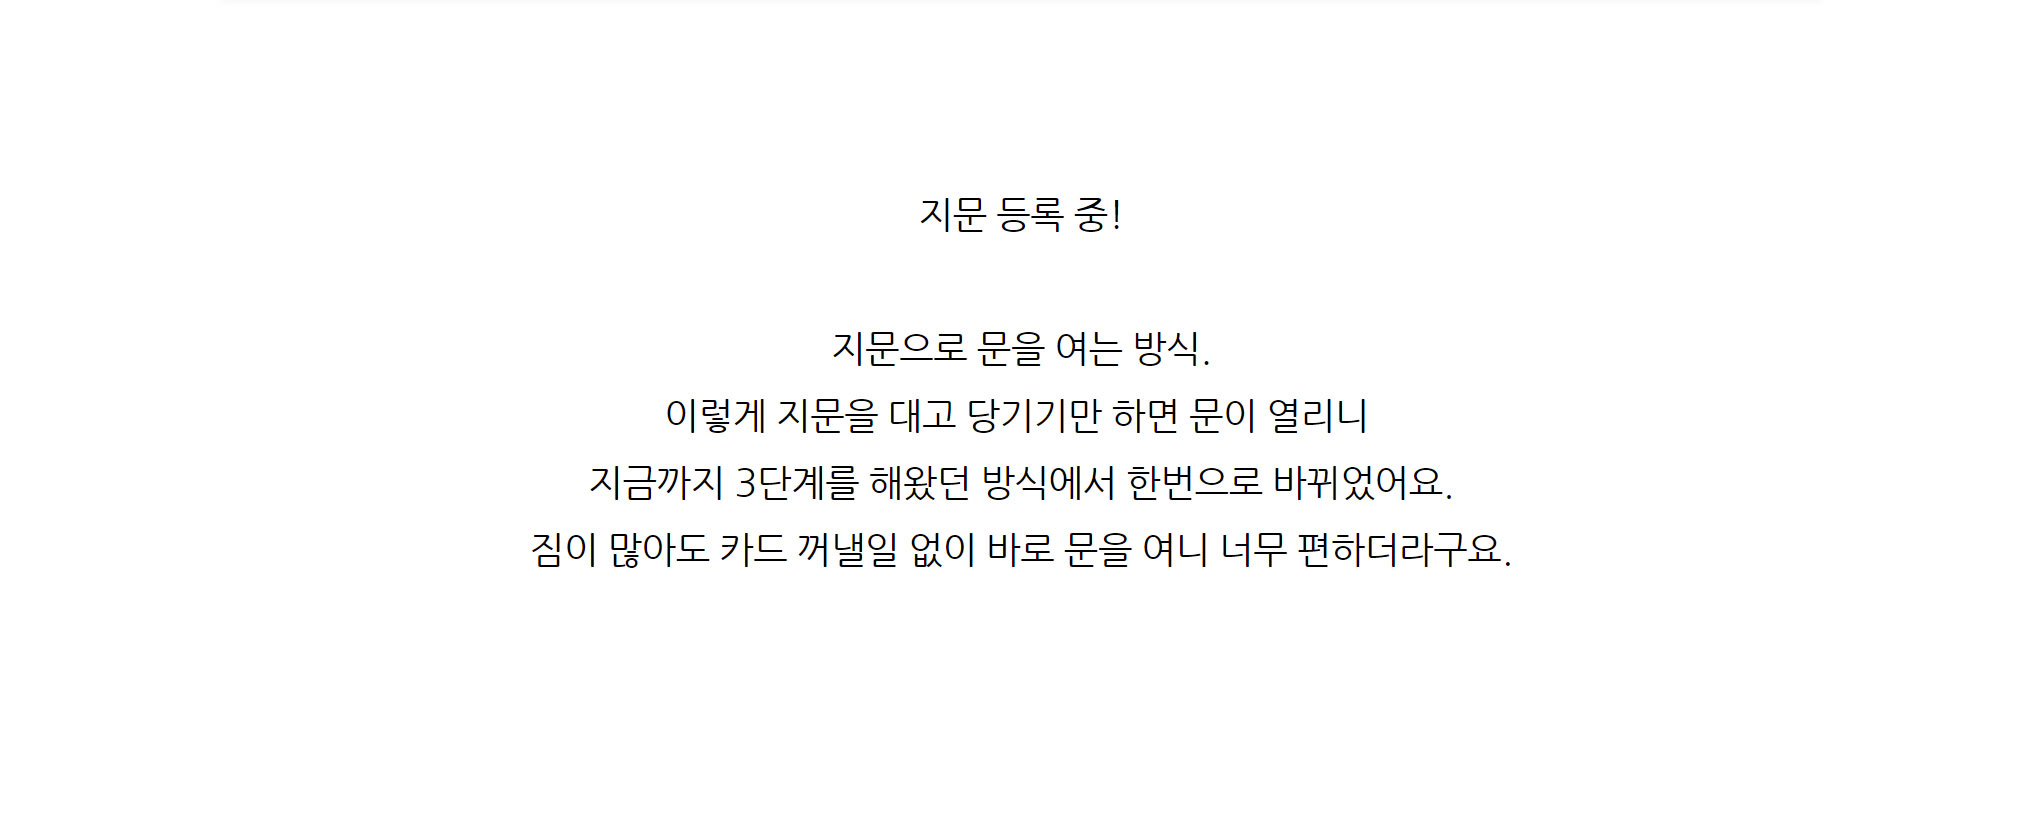 지문 등록 중!
지문으로 문을 여는 방식.
이렇게 지문을 대고 당기기만 하면 문이 열리니
지금까지 3단계를 해왔던 방식에서 한번으로 바뀌었어요.
짐이 많아도 카드 꺼낼일 없이 바로 문을 여니 너무 편하더라구요.